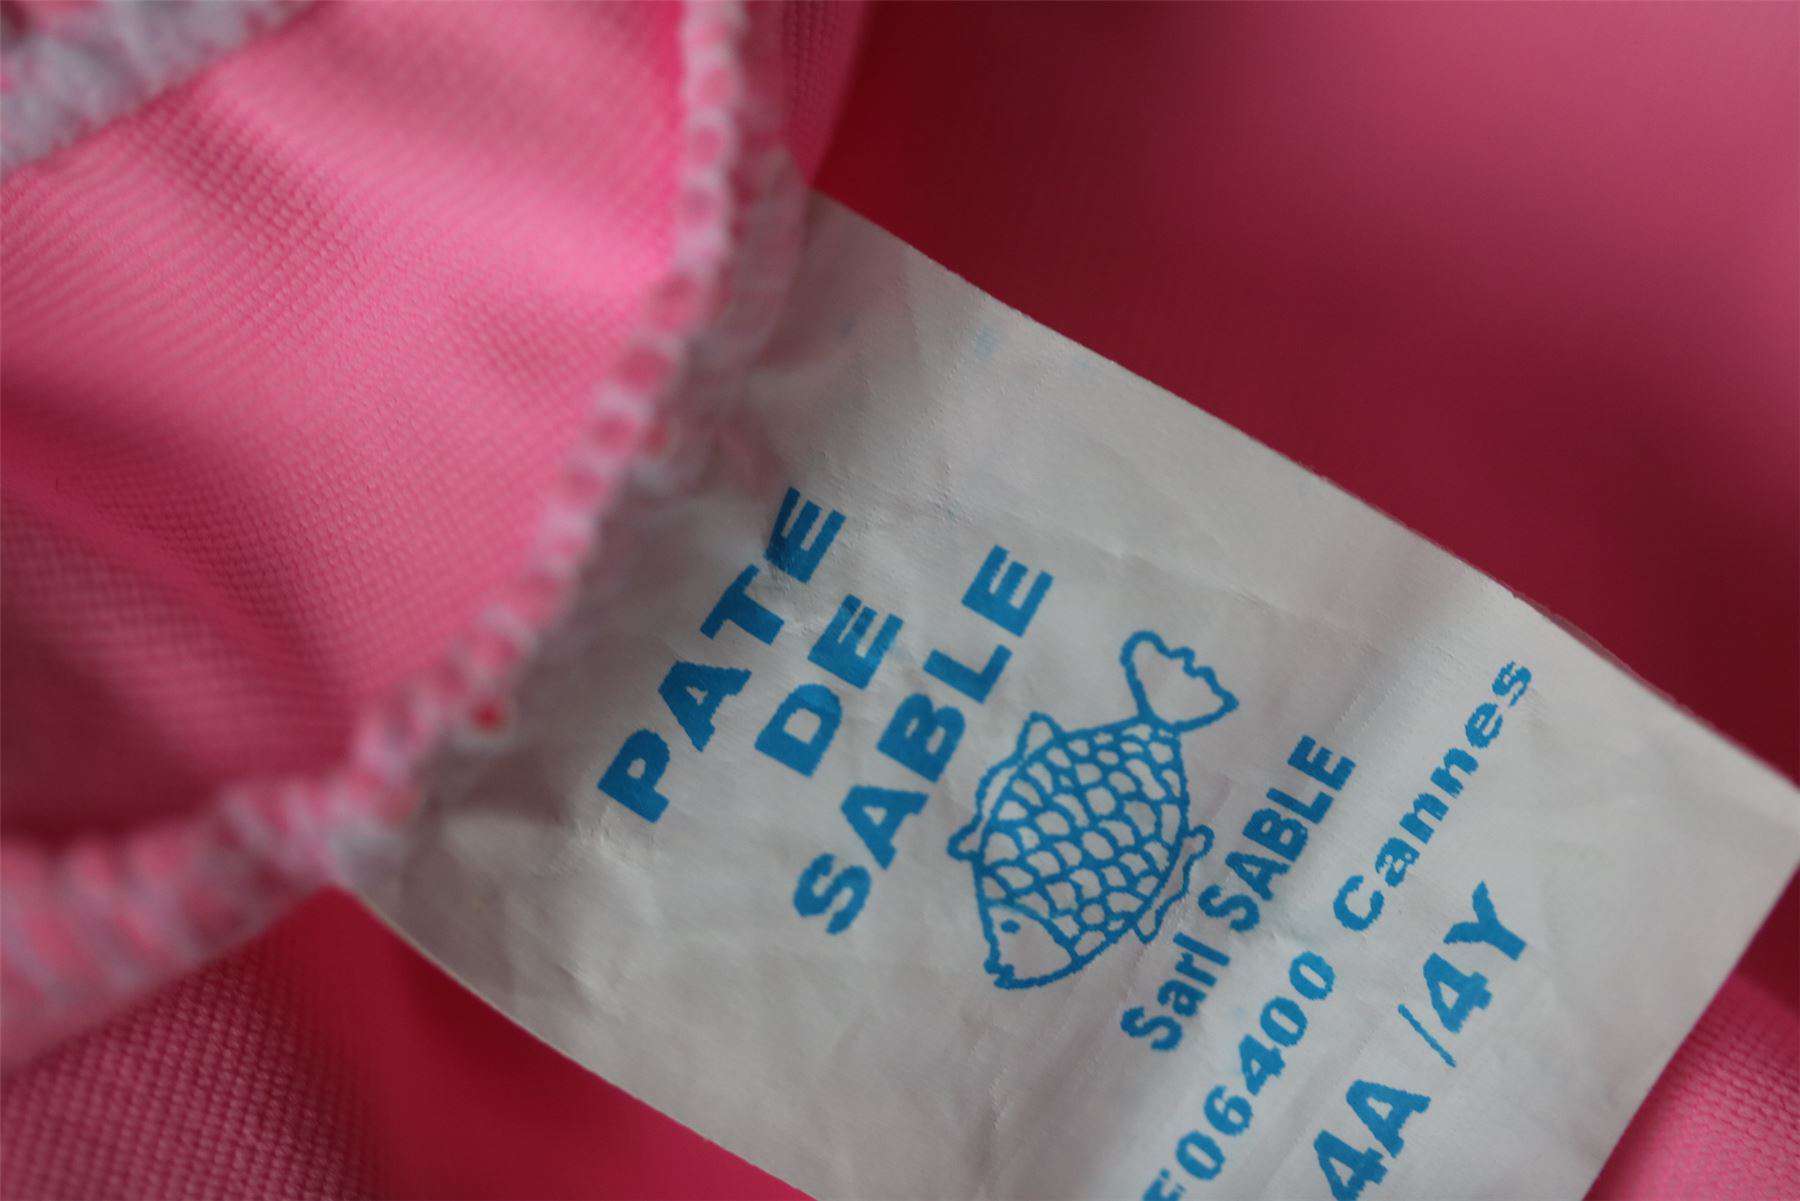 PATE
DE
SABLE
Sarl SABLE
F06400 Cannes
4A /4Y